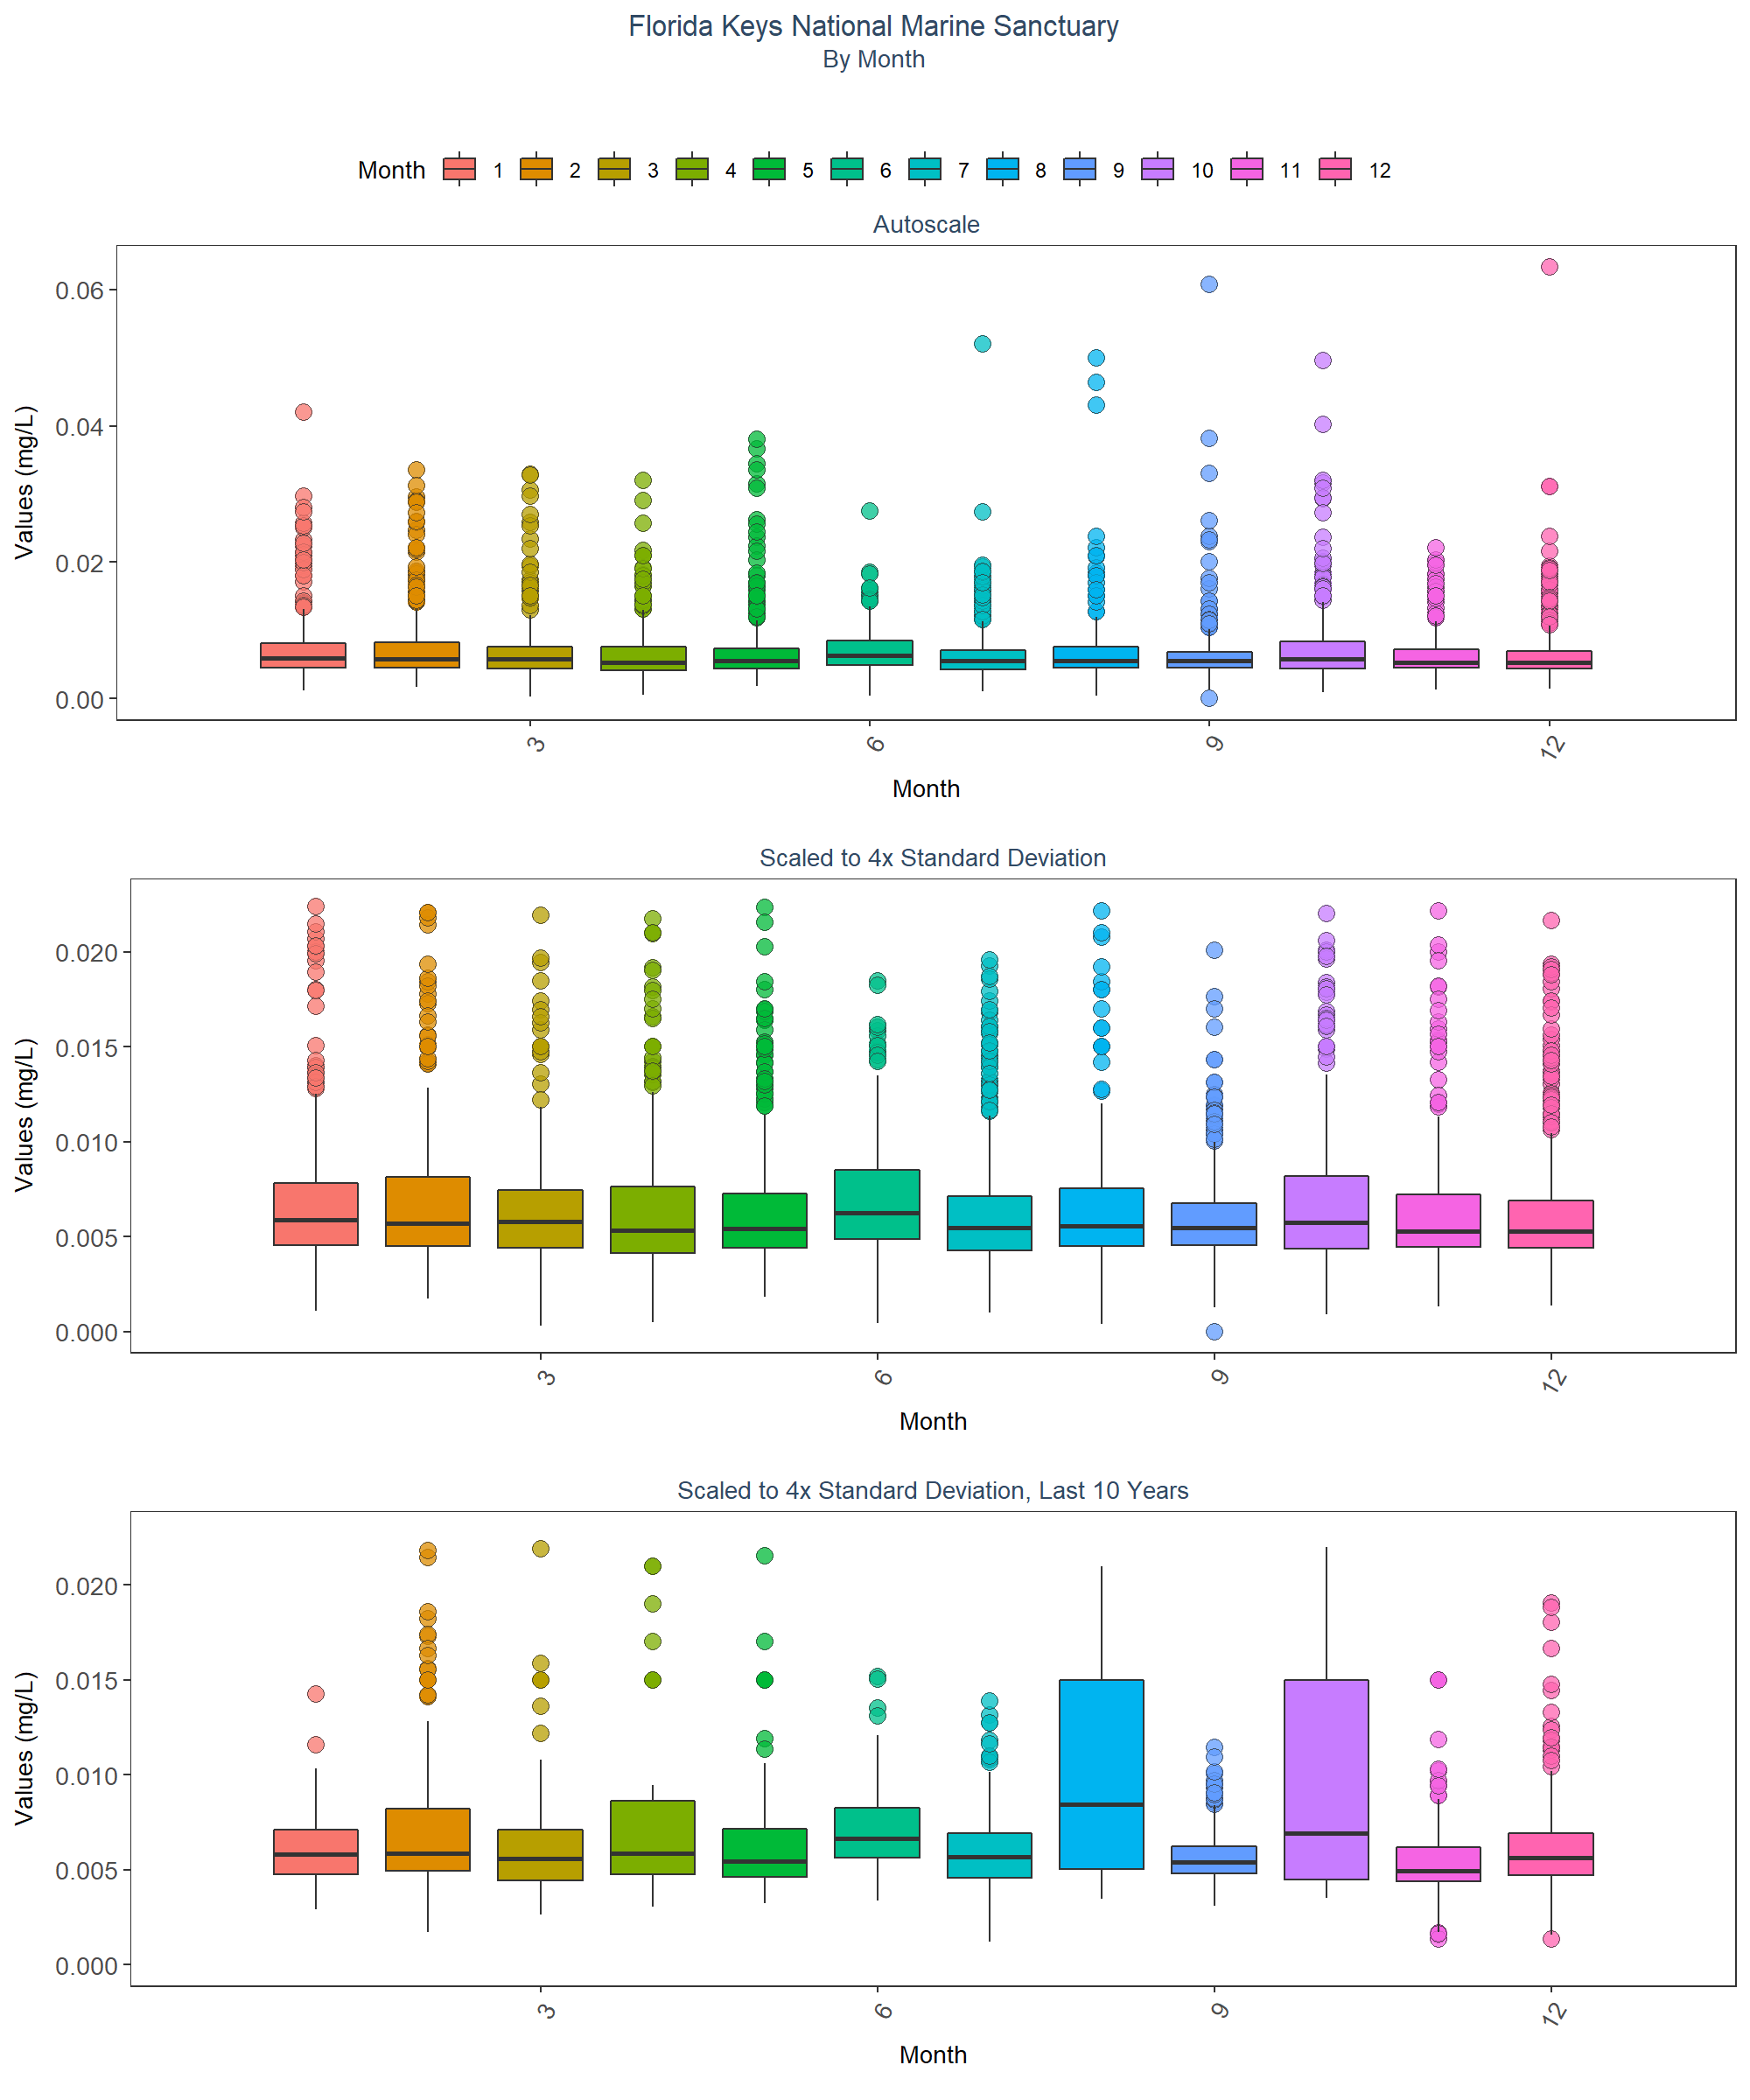 Florida Keys National Marine Sanctuary
By Month
Month 1 2 3 4 5 6 7 8 9 10 11 12
Autoscale
Values (mg/L)
0.06
0.04
0.02
0.00
3 6 9 12
Month
Scaled to 4x Standard Deviation
Values (mg/L)
0.020
0.015
0.010
0.005
0.000
3 6 9 12
Month
Scaled to 4x Standard Deviation, Last 10 Years
Values (mg/L)
0.020
0.015
0.010
0.005
0.000
3 6 9 12
Month